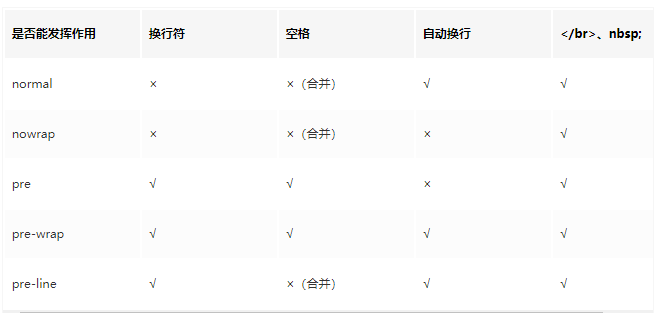 是否能发挥作用 换行符 空格 自动换行 </br>、nbsp;
normal × ×（合并） √ √
nowrap × ×（合并） × √
pre √ √ × √
pre-wrap √ √ √ √
pre-line √ ×（合并） √ √